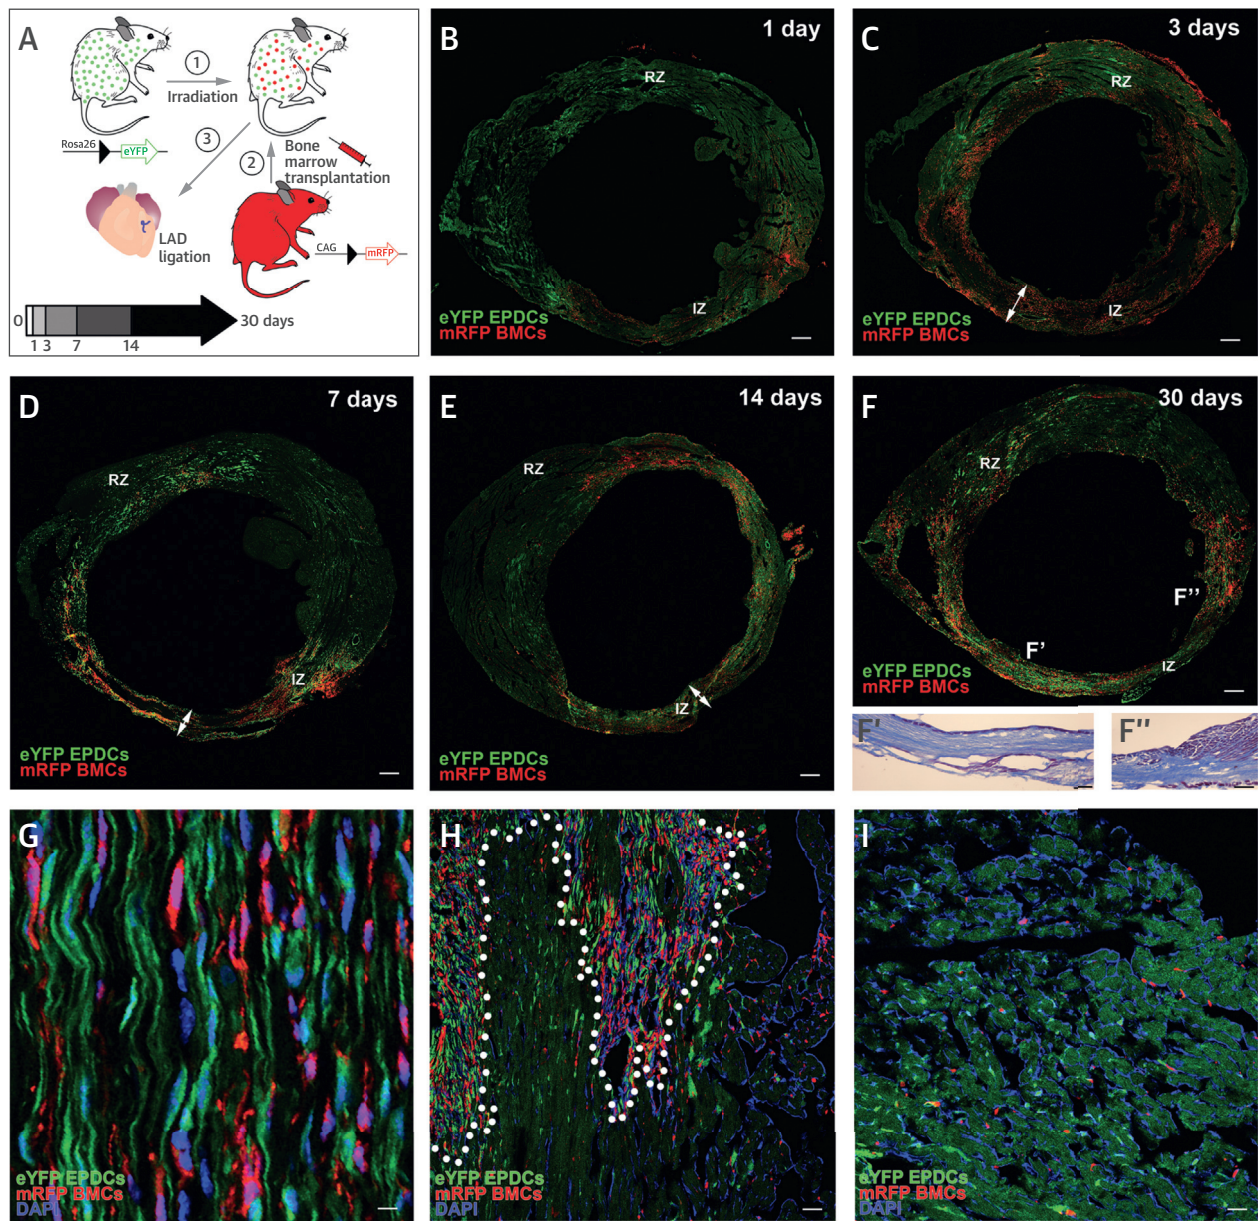 A
1
Irradiation
3
Rosa26
eYFP
2
Bone
marrow
transplantation
LAD
ligation
CAG
mRFP
0
30 days
1 3 7 14
B
1 day
RZ
IZ
eYFP EPDCs
mRFP BMCs
C
3 days
RZ
IZ
eYFP EPDCs
mRFP BMCs
D
7 days
RZ
IZ
eYFP EPDCs
mRFP BMCs
E
14 days
RZ
IZ
eYFP EPDCs
mRFP BMCs
F
30 days
RZ
F''
F'
IZ
eYFP EPDCs
mRFP BMCs
F'
F''
G
eYFP EPDCs
mRFP BMCs
DAPI
H
eYFP EPDCs
mRFP BMCs
DAPI
I
eYFP EPDCs
mRFP BMCs
DAPI